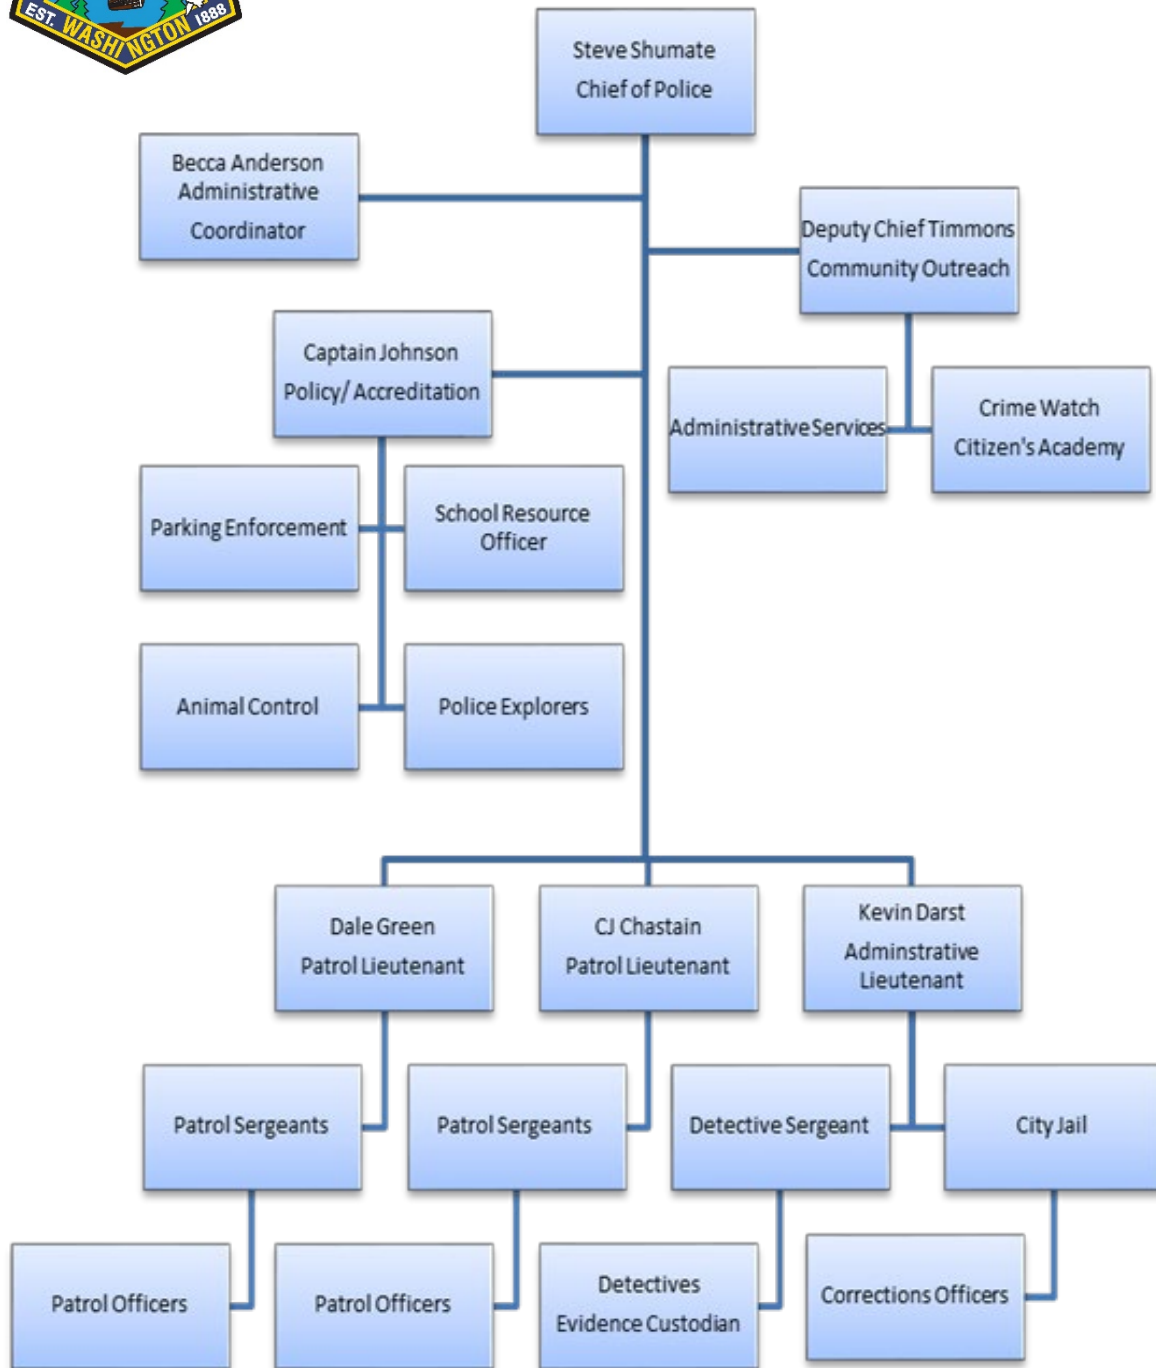 EST. WASHINGTON 1888
Steve Shumate
Chief of Police
Becca Anderson
Administrative
Coordinator
Deputy Chief Timmons
Community Outreach
Captain Johnson
Policy/ Accreditation
Administrative Services
Crime Watch
Citizen's Academy
Parking Enforcement
School Resource
Officer
Animal Control
Police Explorers
Dale Green
Patrol Lieutenant
CJ Chastain
Patrol Lieutenant
Kevin Darst
Adminstrative
Lieutenant
Patrol Sergeants
Patrol Sergeants
Detective Sergeant
City Jail
Patrol Officers
Patrol Officers
Detectives
Evidence Custodian
Corrections Officers